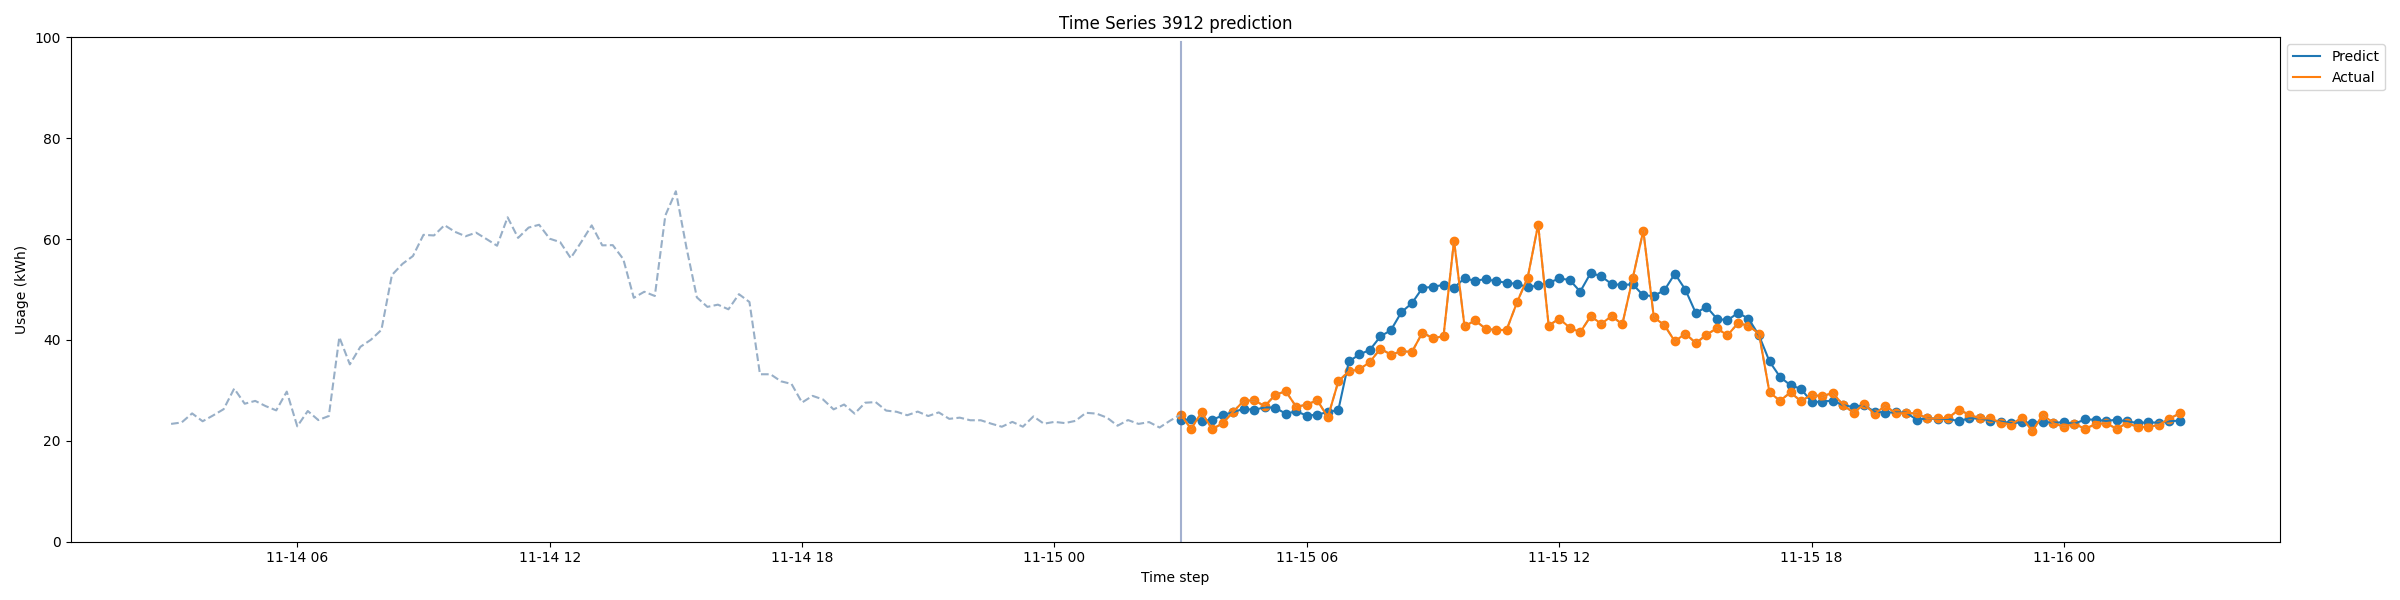 Time Series 3912 prediction
Predict
Actual
Usage (kWh)
100
80
60
40
20
0
11-14 06
11-14 12
11-14 18
11-15 00
11-15 06
11-15 12
11-15 18
11-16 00
Time step